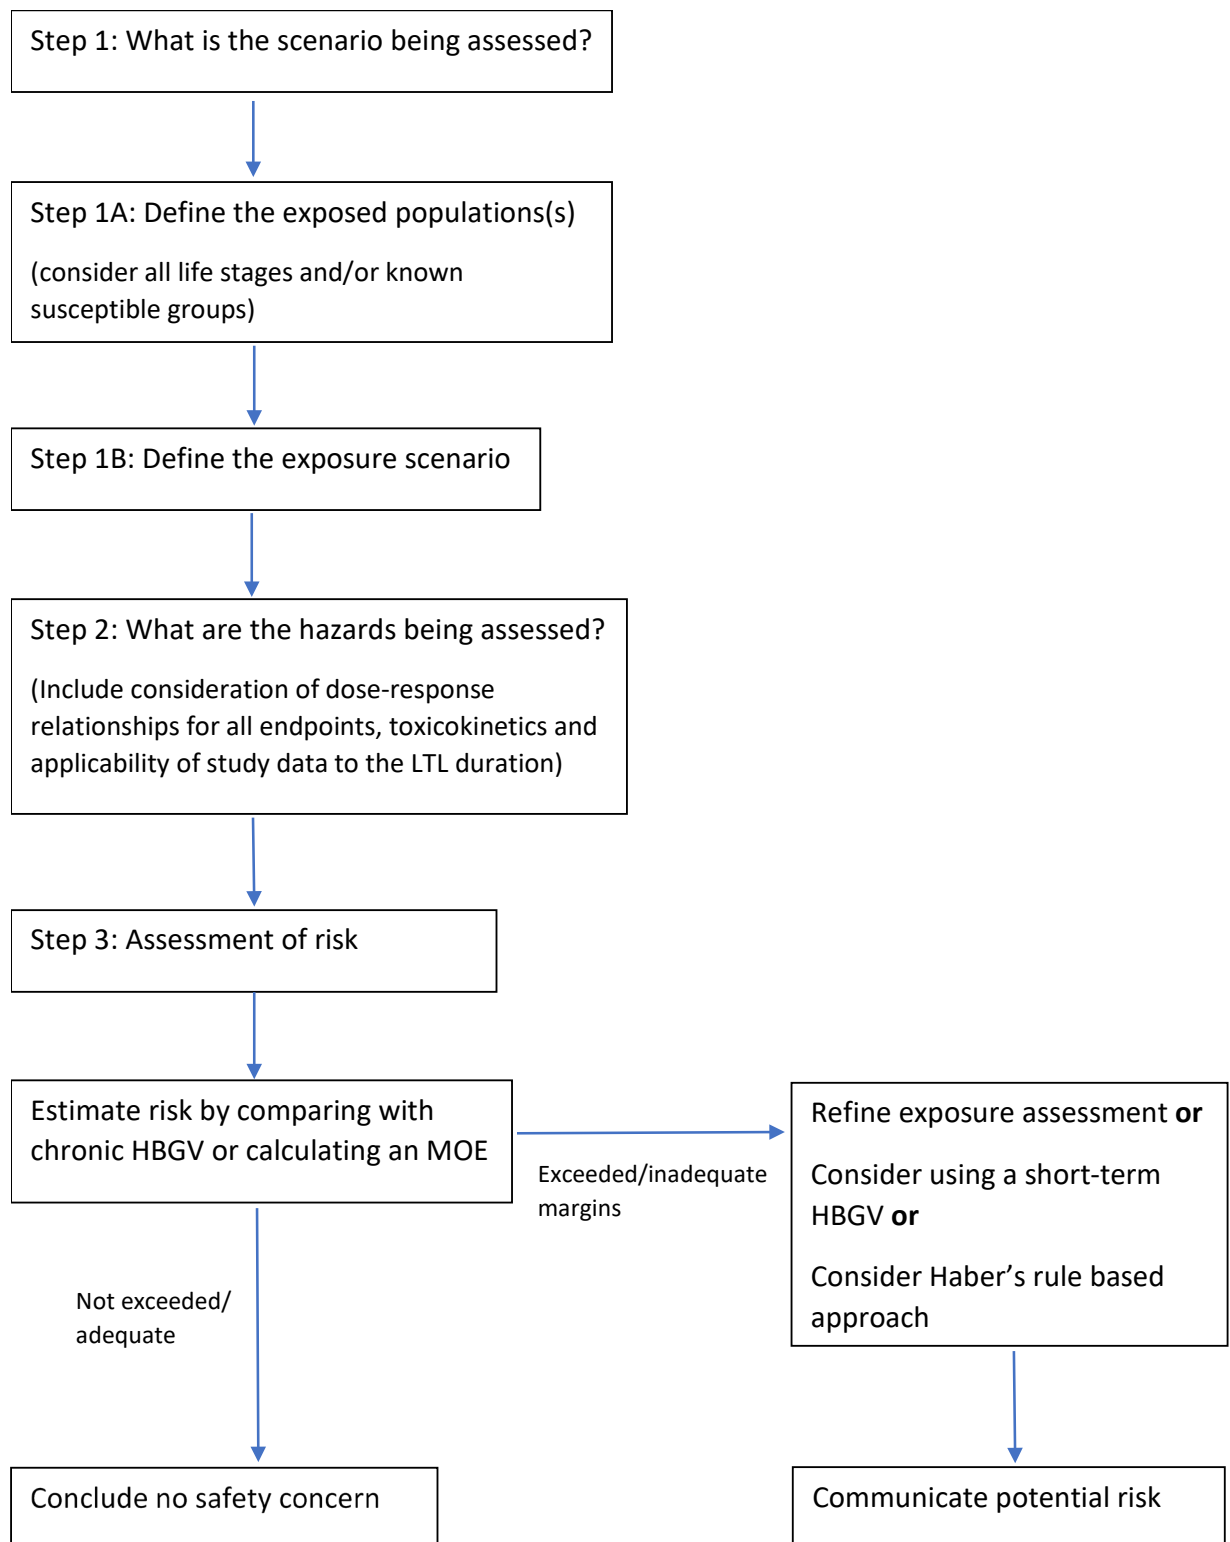 Step 1: What is the scenario being assessed?
Step 1A: Define the exposed populations(s)
(consider all life stages and/or known
susceptible groups)
Step 1B: Define the exposure scenario
Step 2: What are the hazards being assessed?
(Include consideration of dose-response
relationships for all endpoints, toxicokinetics and
applicability of study data to the LTL duration)
Step 3: Assessment of risk
Estimate risk by comparing with
chronic HBGV or calculating an MOE
Exceeded/inadequate
margins
Refine exposure assessment or
Consider using a short-term
HBGV or
Consider Haber’s rule based
approach
Not exceeded/
adequate
Conclude no safety concern
Communicate potential risk